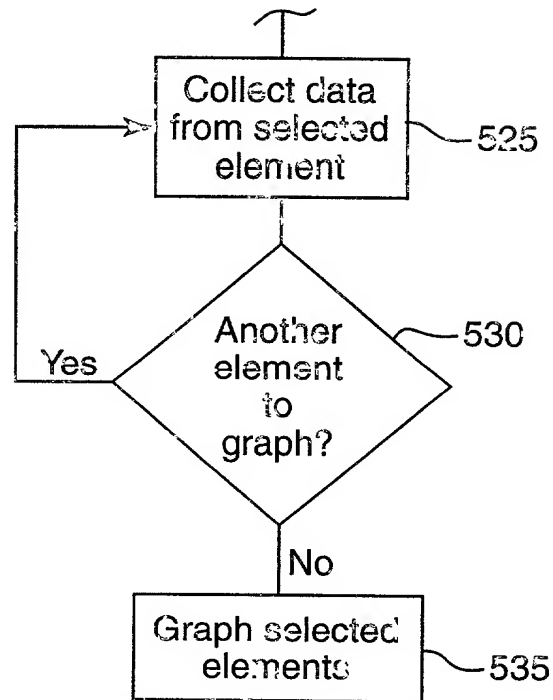 Collect data
from selected
element
525
Another
element
to
graph?
530
Yes
No
Graph selected
elements
535